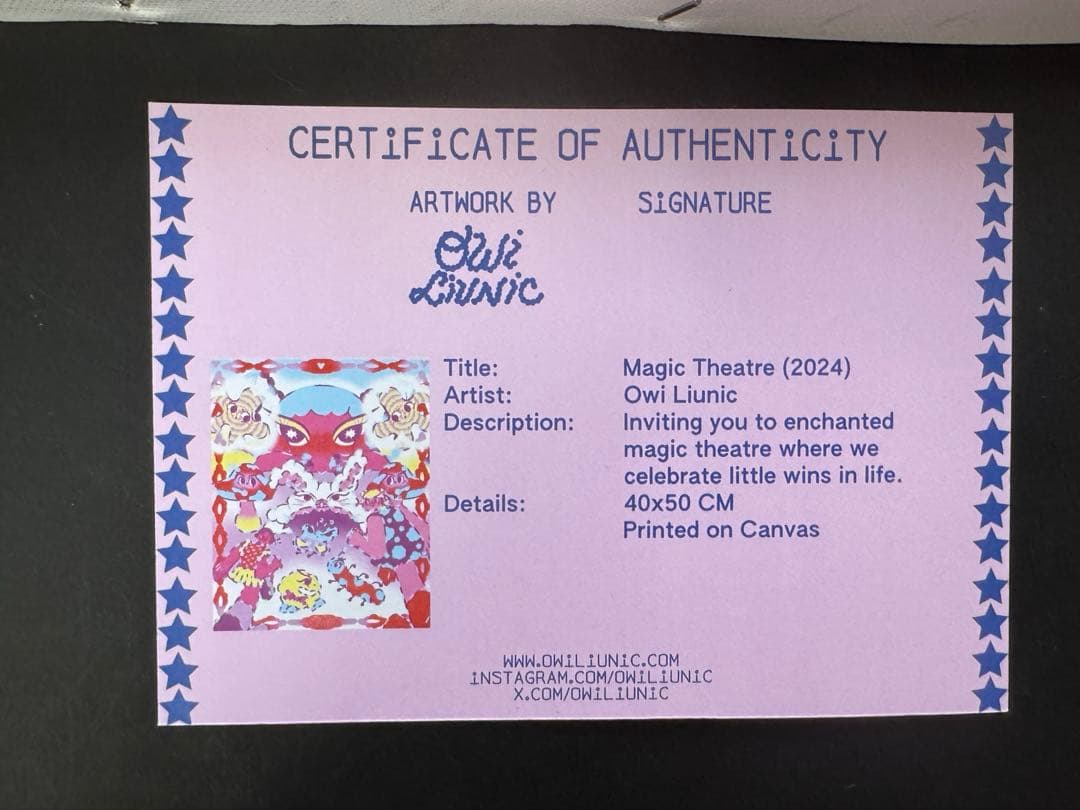 CERTiFiCATE OF AUTHENTiCiTY
ARTWORK BY SiGNATURE
Owi
Liunic
Title: Magic Theatre (2024)
Artist: Owi Liunic
Description: Inviting you to enchanted
magic theatre where we
celebrate little wins in life.
Details: 40x50 CM
Printed on Canvas
WWW.OWiLiUNiC.COM
iNSTAGRAM.COM/OWiLiUNiC
X.COM/OWiLiUNiC